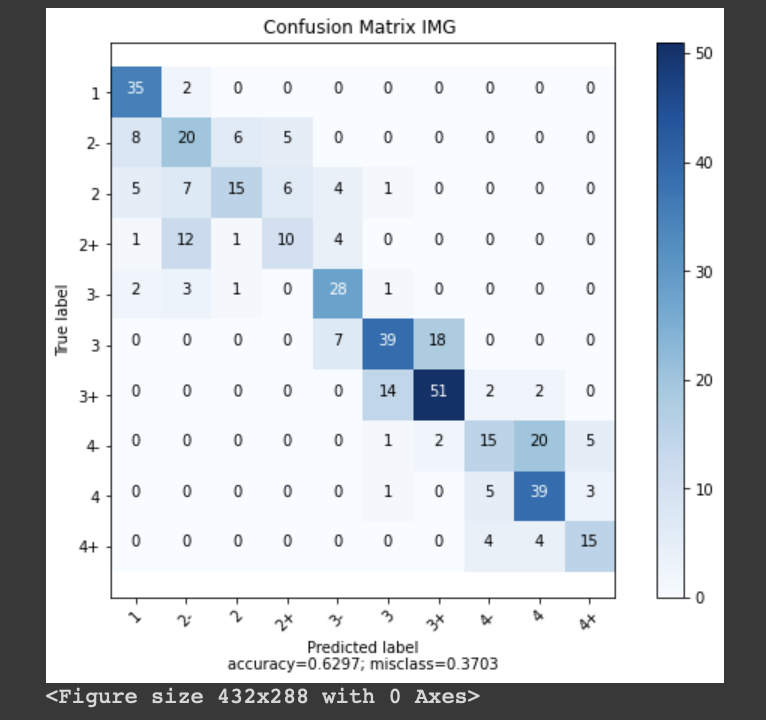 Confusion Matrix IMG
1 35 2 0 0 0 0 0 0 0 0
2- 8 20 6 5 0 0 0 0 0 0
2 5 7 15 6 4 1 0 0 0 0
2+ 1 12 1 10 4 0 0 0 0 0
3- 2 3 1 0 28 1 0 0 0 0
3 0 0 0 0 7 39 18 0 0 0
3+ 0 0 0 0 0 14 51 2 2 0
4- 0 0 0 0 0 1 2 15 20 5
4 0 0 0 0 0 1 0 5 39 3
4+ 0 0 0 0 0 0 0 4 4 15
True label
1 2- 2 2+ 3- 3 3+ 4- 4 4+
Predicted label
accuracy=0.6297; misclass=0.3703
50
40
30
20
10
0
<Figure size 432x288 with 0 Axes>